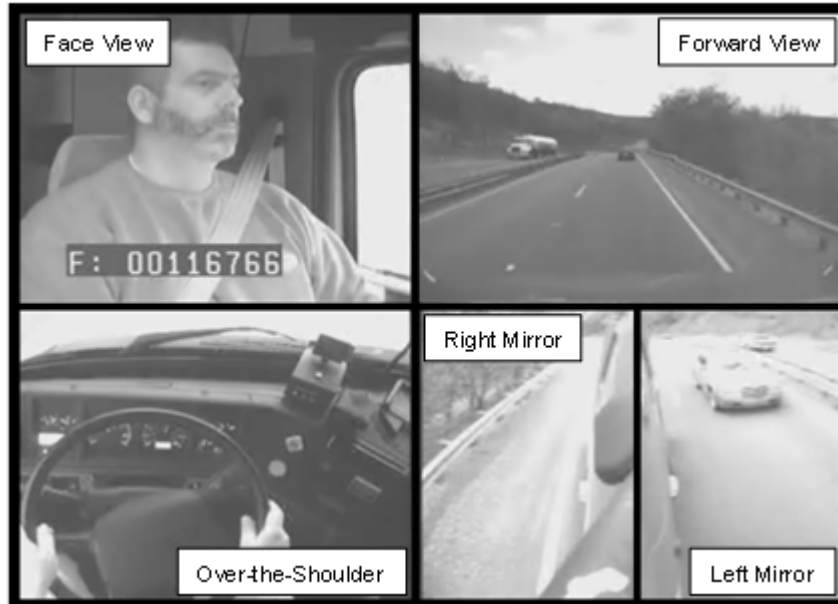 Face View
Forward View
F: 00116766
Right Mirror
Over-the-Shoulder
Left Mirror